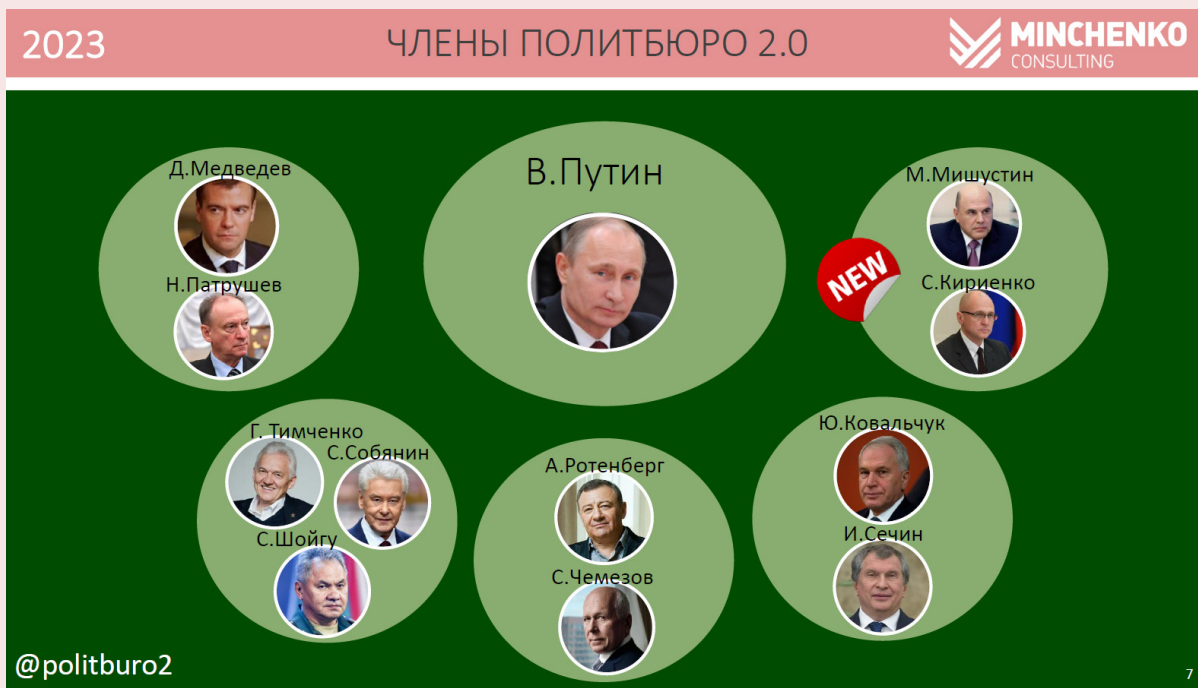 2023
ЧЛЕНЫ ПОЛИТБЮРО 2.0
MINCHENKO
CONSULTING
Д.Медведев
Н.Патрушев
В.Путин
М.Мишустин
NEW
С.Кириенко
Г. Тимченко
С.Собянин
С.Шойгу
А.Ротенберг
С.Чемезов
Ю.Ковальчук
И.Сечин
@politburo2
7